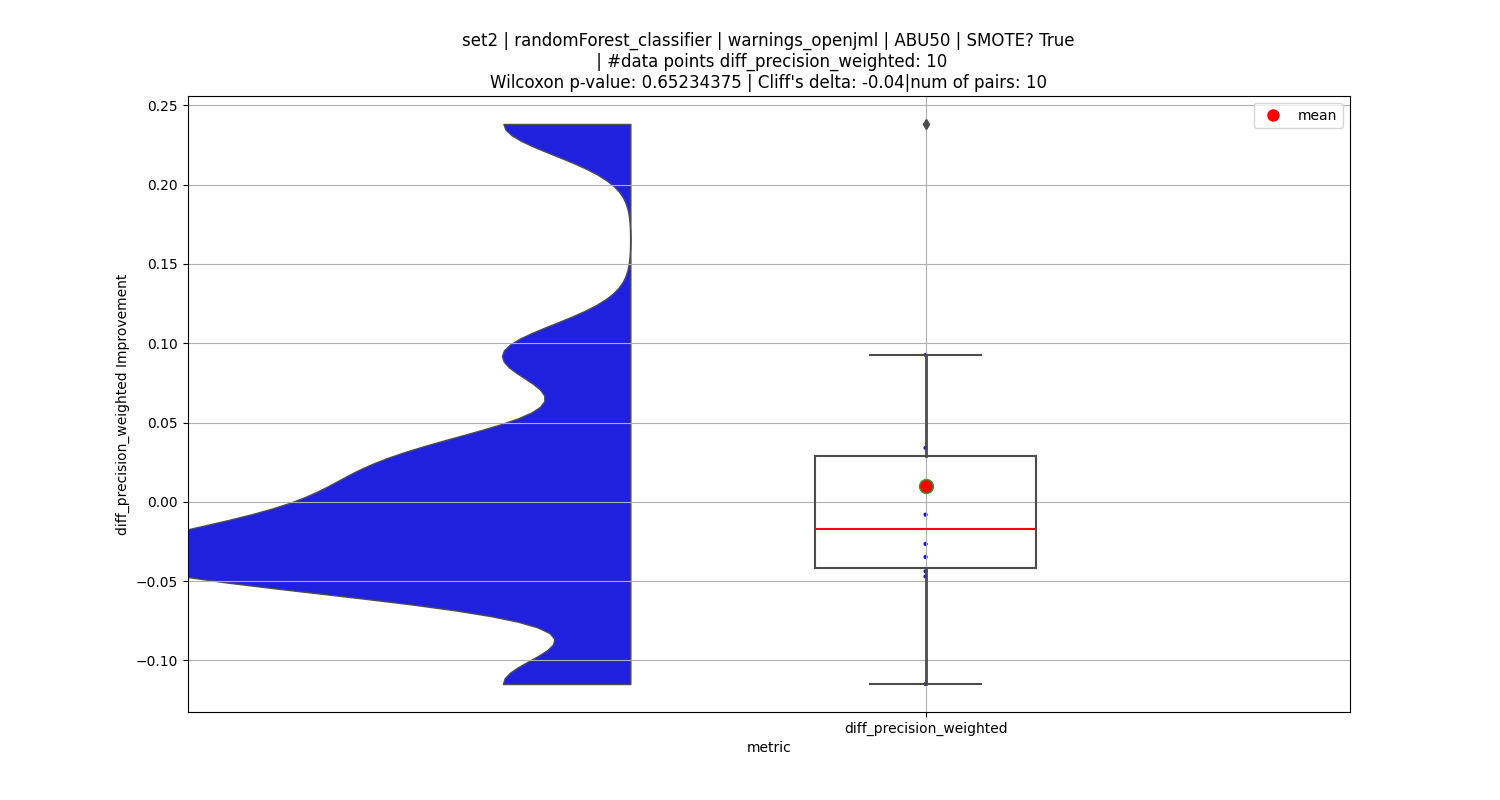 set2 | randomForest_classifier | warnings_openjml | ABU50 | SMOTE? True
| #data points diff_precision_weighted: 10
Wilcoxon p-value: 0.65234375 | Cliff's delta: -0.04|num of pairs: 10
mean
0.25
0.20
0.15
0.10
0.05
0.00
−0.05
−0.10
diff_precision_weighted Improvement
diff_precision_weighted
metric